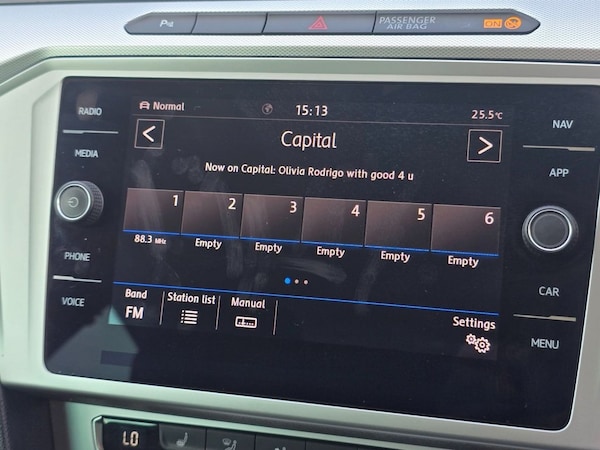 P
PASSENGER
AIR BAG
ON
RADIO
Normal
15:13
25.5°C
NAV
MEDIA
Capital
APP
Now on Capital: Olivia Rodrigo with good 4 u
1 2 3 4 5 6
88.3 MHz Empty Empty Empty Empty Empty
PHONE
CAR
VOICE
Band
FM
Station list
Manual
Settings
MENU
LO